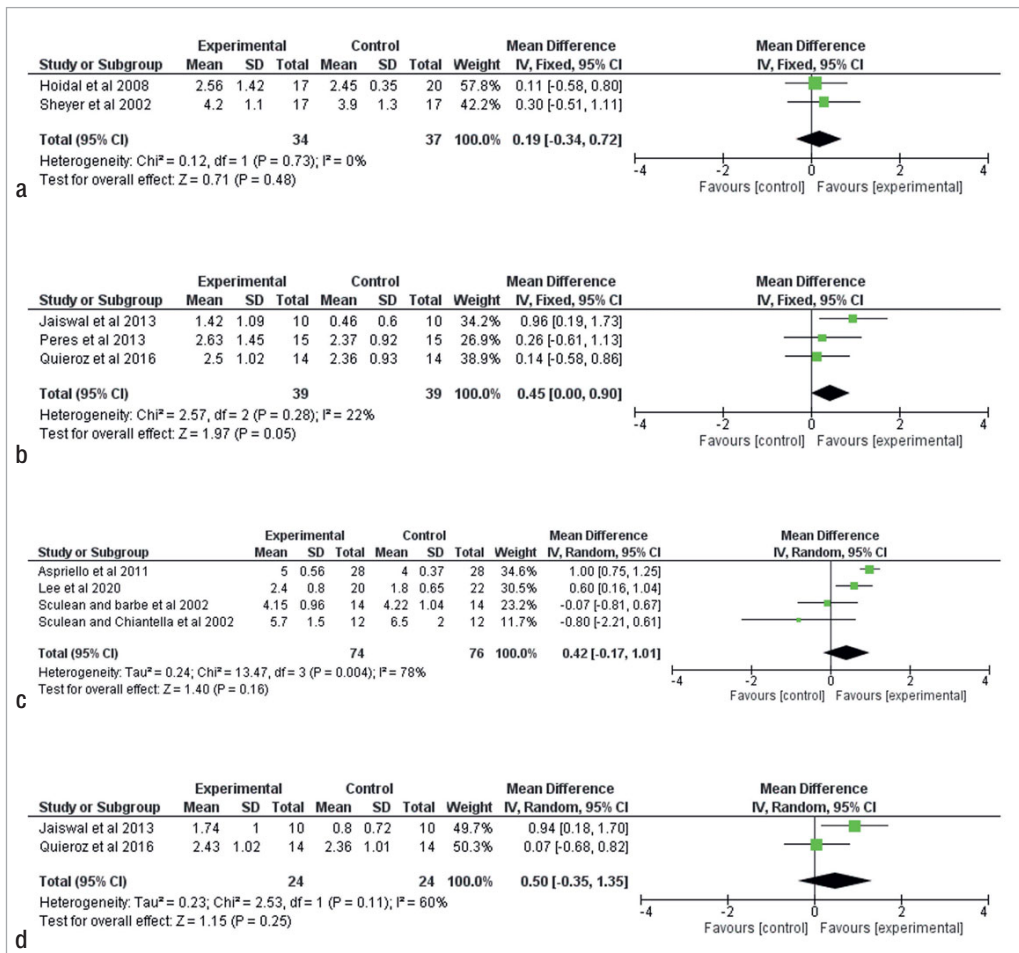 Experimental Control Mean Difference Mean Difference
Study or Subgroup Mean SD Total Mean SD Total Weight IV, Fixed, 95% CI IV, Fixed, 95% CI
Hoidal et al 2008 2.56 1.42 17 2.45 0.35 20 57.8% 0.11 [-0.58, 0.80]
Sheyer et al 2002 4.2 1.1 17 3.9 1.3 17 42.2% 0.30 [-0.51, 1.11]
Total (95% CI) 34 37 100.0% 0.19 [-0.34, 0.72]
Heterogeneity: Chi² = 0.12, df = 1 (P = 0.73); I² = 0%
Test for overall effect: Z = 0.71 (P = 0.48)
-4 -2 0 2 4
Favours [control] Favours [experimental]
a
Experimental Control Mean Difference Mean Difference
Study or Subgroup Mean SD Total Mean SD Total Weight IV, Fixed, 95% CI IV, Fixed, 95% CI
Jaiswal et al 2013 1.42 1.09 10 0.46 0.6 10 34.2% 0.96 [0.19, 1.73]
Peres et al 2013 2.63 1.45 15 2.37 0.92 15 26.9% 0.26 [-0.61, 1.13]
Quieroz et al 2016 2.5 1.02 14 2.36 0.93 14 38.9% 0.14 [-0.58, 0.86]
Total (95% CI) 39 39 100.0% 0.45 [0.00, 0.90]
Heterogeneity: Chi² = 2.57, df = 2 (P = 0.28); I² = 22%
Test for overall effect: Z = 1.97 (P = 0.05)
-4 -2 0 2 4
Favours [control] Favours [experimental]
b
Experimental Control Mean Difference Mean Difference
Study or Subgroup Mean SD Total Mean SD Total Weight IV, Random, 95% CI IV, Random, 95% CI
Aspriello et al 2011 5 0.56 28 4 0.37 28 34.6% 1.00 [0.75, 1.25]
Lee et al 2020 2.4 0.8 20 1.8 0.65 22 30.5% 0.60 [0.16, 1.04]
Sculean and barbe et al 2002 4.15 0.96 14 4.22 1.04 14 23.2% -0.07 [-0.81, 0.67]
Sculean and Chiantella et al 2002 5.7 1.5 12 6.5 2 12 11.7% -0.80 [-2.21, 0.61]
Total (95% CI) 74 76 100.0% 0.42 [-0.17, 1.01]
Heterogeneity: Tau² = 0.24; Chi² = 13.47, df = 3 (P = 0.004); I² = 78%
Test for overall effect: Z = 1.40 (P = 0.16)
-4 -2 0 2 4
Favours [control] Favours [experimental]
c
Experimental Control Mean Difference Mean Difference
Study or Subgroup Mean SD Total Mean SD Total Weight IV, Random, 95% CI IV, Random, 95% CI
Jaiswal et al 2013 1.74 1 10 0.8 0.72 10 49.7% 0.94 [0.18, 1.70]
Quieroz et al 2016 2.43 1.02 14 2.36 1.01 14 50.3% 0.07 [-0.68, 0.82]
Total (95% CI) 24 24 100.0% 0.50 [-0.35, 1.35]
Heterogeneity: Tau² = 0.23; Chi² = 2.53, df = 1 (P = 0.11); I² = 60%
Test for overall effect: Z = 1.15 (P = 0.25)
-4 -2 0 2 4
Favours [control] Favours [experimental]
d